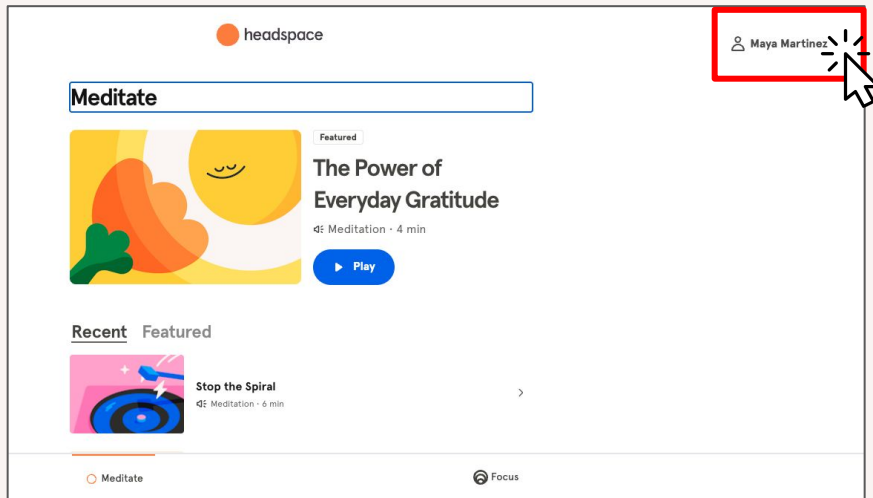 headspace
Maya Martinez
Meditate
Featured
The Power of
Everyday Gratitude
Meditation · 4 min
Play
Recent Featured
Stop the Spiral
Meditation · 6 min
Meditate
Focus